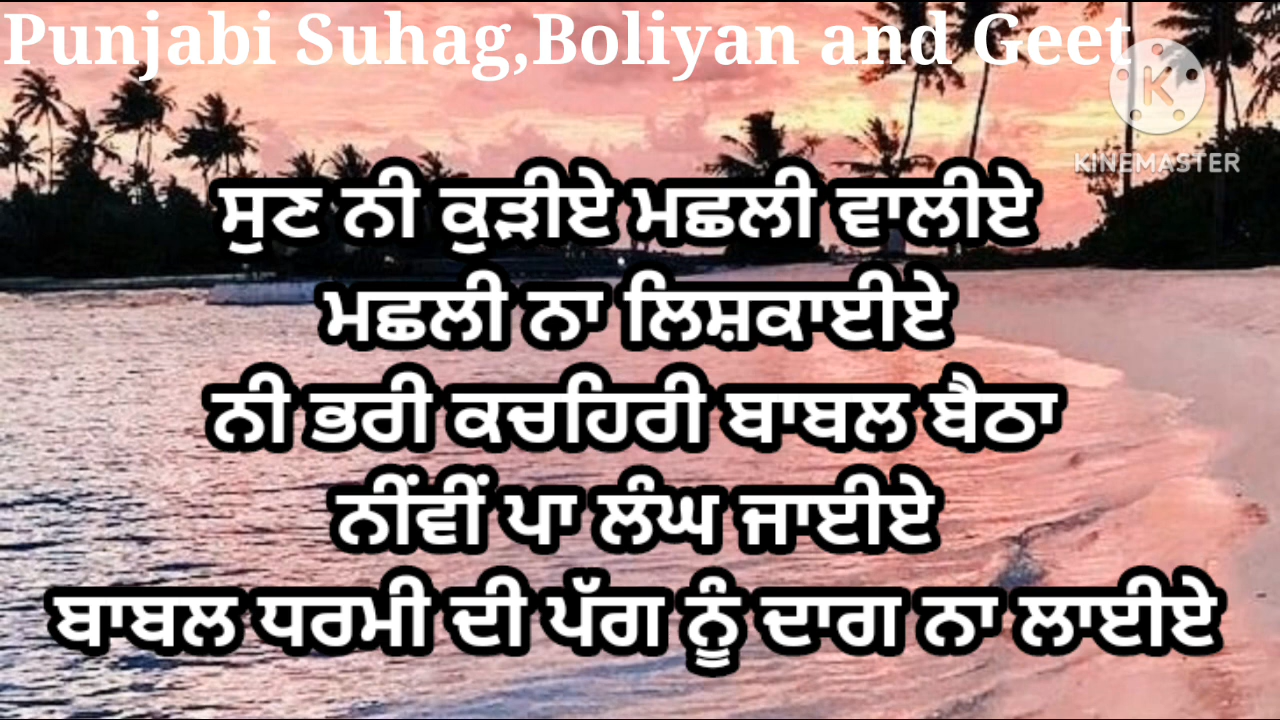 Punjabi Suhag,Boliyan and Geet
K
KINEMASTER
ਸੁਣ ਨੀ ਕੁੜੀਏ ਮਛਲੀ ਵਾਲੀਏ
ਮਛਲੀ ਨਾ ਲਿਸ਼ਕਾਈਏ
ਨੀ ਭਰੀ ਕਚਹਿਰੀ ਬਾਬਲ ਬੈਠਾ
ਨੀਂਵੀਂ ਪਾ ਲੰਘ ਜਾਈਏ
ਬਾਬਲ ਧਰਮੀ ਦੀ ਪੱਗ ਨੂੰ ਦਾਗ ਨਾ ਲਾਈਏ